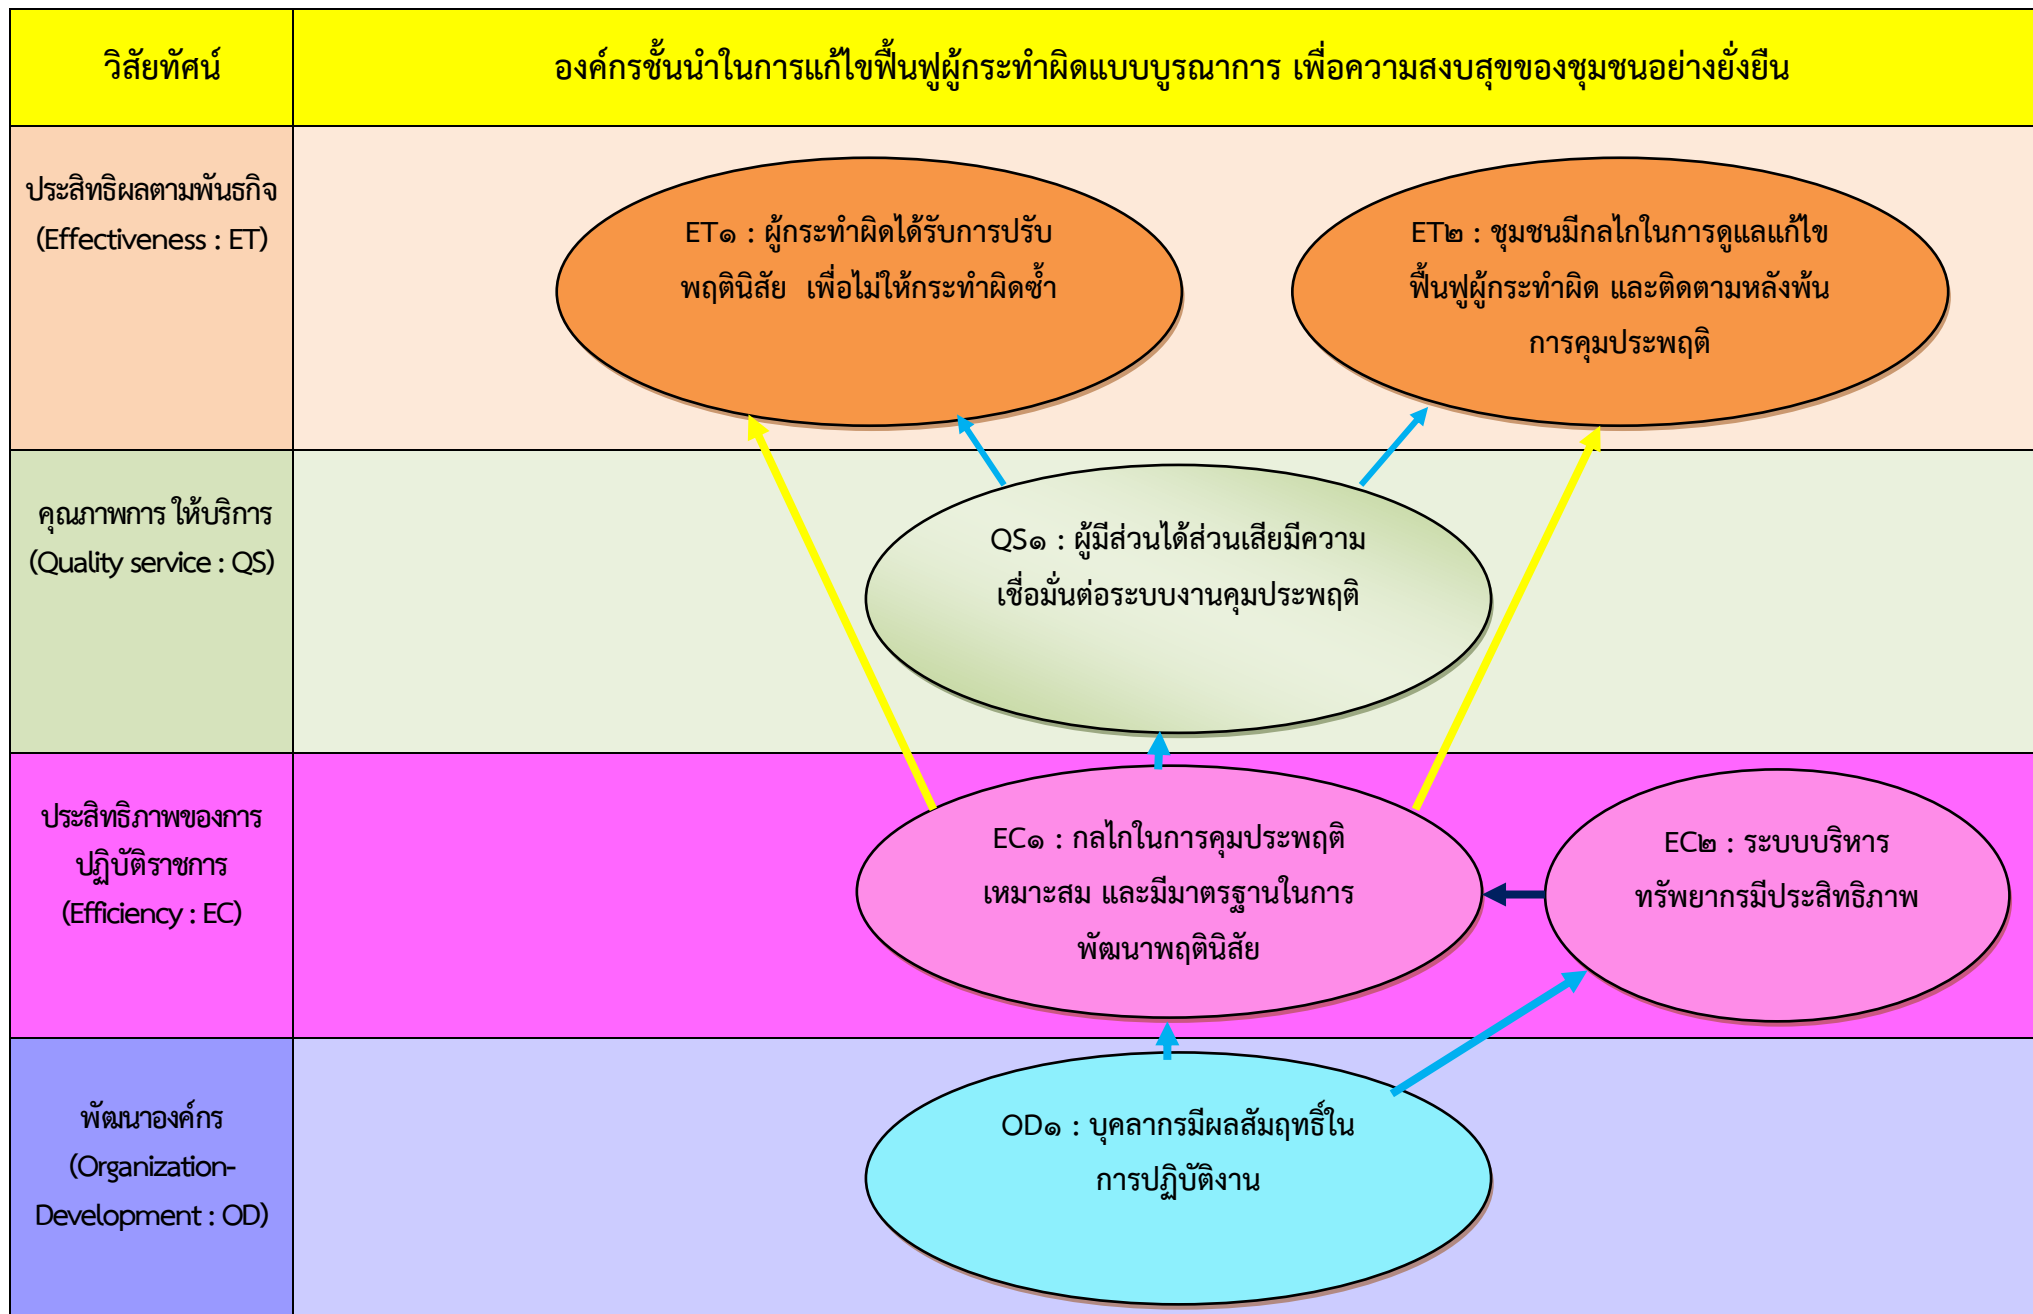 วิสัยทัศน์
องค์กรชั้นนำในการแก้ไขฟื้นฟูผู้กระทำผิดแบบบูรณาการ เพื่อความสงบสุขของชุมชนอย่างยั่งยืน
ประสิทธิผลตามพันธกิจ
(Effectiveness : ET)
ET๑ : ผู้กระทำผิดได้รับการปรับ
พฤตินิสัย เพื่อไม่ให้กระทำผิดซ้ำ
ET๒ : ชุมชนมีกลไกในการดูแลแก้ไข
ฟื้นฟูผู้กระทำผิด และติดตามหลังพ้น
การคุมประพฤติ
คุณภาพการ ให้บริการ
(Quality service : QS)
QS๑ : ผู้มีส่วนได้ส่วนเสียมีความ
เชื่อมั่นต่อระบบงานคุมประพฤติ
ประสิทธิภาพของการ
ปฏิบัติราชการ
(Efficiency : EC)
EC๑ : กลไกในการคุมประพฤติ
เหมาะสม และมีมาตรฐานในการ
พัฒนาพฤตินิสัย
EC๒ : ระบบบริหาร
ทรัพยากรมีประสิทธิภาพ
พัฒนาองค์กร
(Organization-
Development : OD)
OD๑ : บุคลากรมีผลสัมฤทธิ์ใน
การปฏิบัติงาน